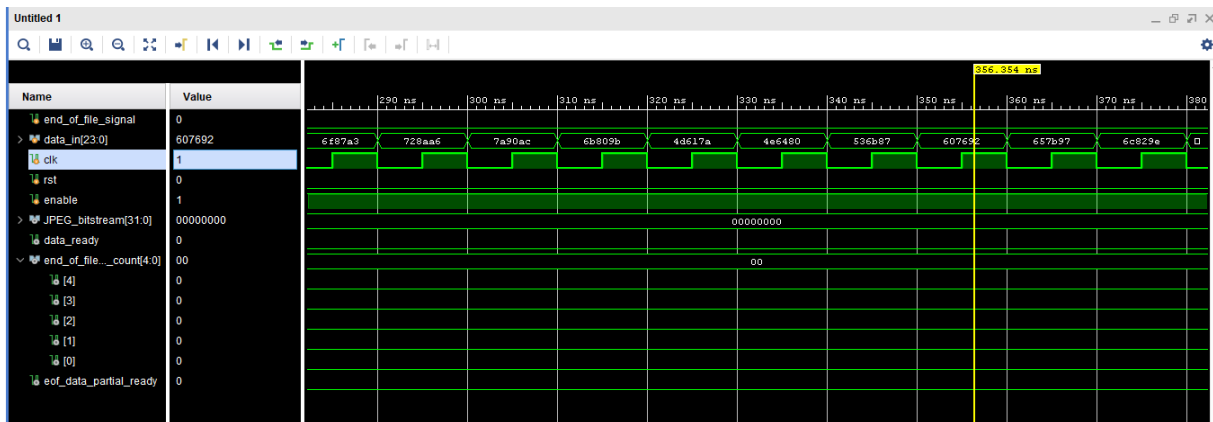 Untitled 1
356.354 ns
Name Value
290 ns 300 ns 310 ns 320 ns 330 ns 340 ns 350 ns 360 ns 370 ns 380
end_of_file_signal 0
data_in[23:0] 607692 6f87a3 728aa6 7a90ac 6b809b 4d617a 4e6480 536b87 607692 657b97 6c829e
clk 1
rst 0
enable 1
JPEG_bitstream[31:0] 00000000 00000000
data_ready 0
end_of_file..._count[4:0] 00 00
[4] 0
[3] 0
[2] 0
[1] 0
[0] 0
eof_data_partial_ready 0